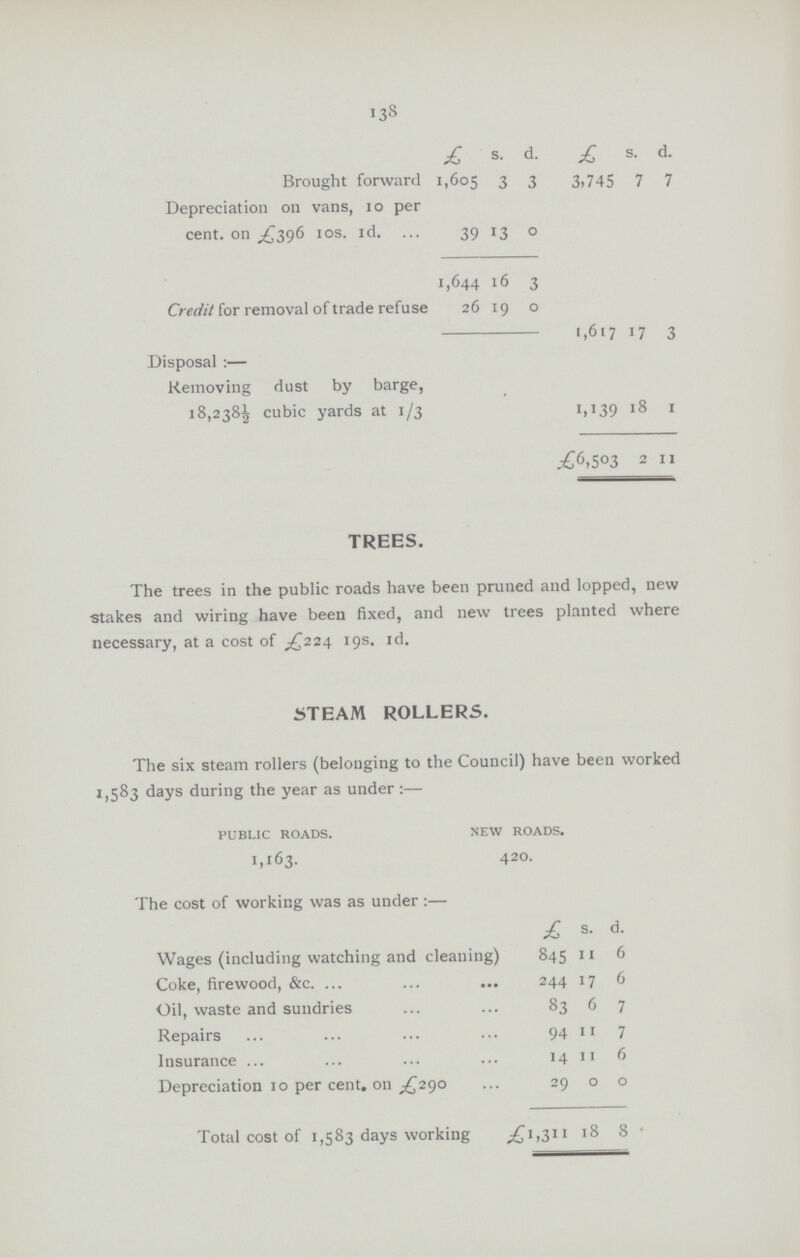 138
£ s. d. £ s. d.
Brought forward 1,605 3 3 3,745 7 7
Depreciation on vans, 10 per
cent. on £396 10s. 1d. ... 39 13 0
1,644 16 3
Credit for removal of trade refuse 26 19 0
1,617 17 3
Disposal :—
Removing dust by barge,
18,238½ cubic yards at 1/3 1,139 18 1
£6,503 2 11
TREES.
The trees in the public roads have been pruned and lopped, new
stakes and wiring have been fixed, and new trees planted where
necessary, at a cost of £224 19s. 1d.
STEAM ROLLERS.
The six steam rollers (belonging to the Council) have been worked
1,583 days during the year as under :—
PUBLIC ROADS. NEW ROADS.
1,163. 420.
The cost of working was as under :—
£ s. d.
Wages (including watching and cleaning) 845 11 6
Coke, firewood, &c. ... ... ... 244 17 6
Oil, waste and sundries ... ... 83 6 7
Repairs ... ... ... ... 94 11 7
Insurance ... ... ... ... 14 11 6
Depreciation 10 per cent. on £290 ... 29 0 0
Total cost of 1,583 days working £1,311 18 8